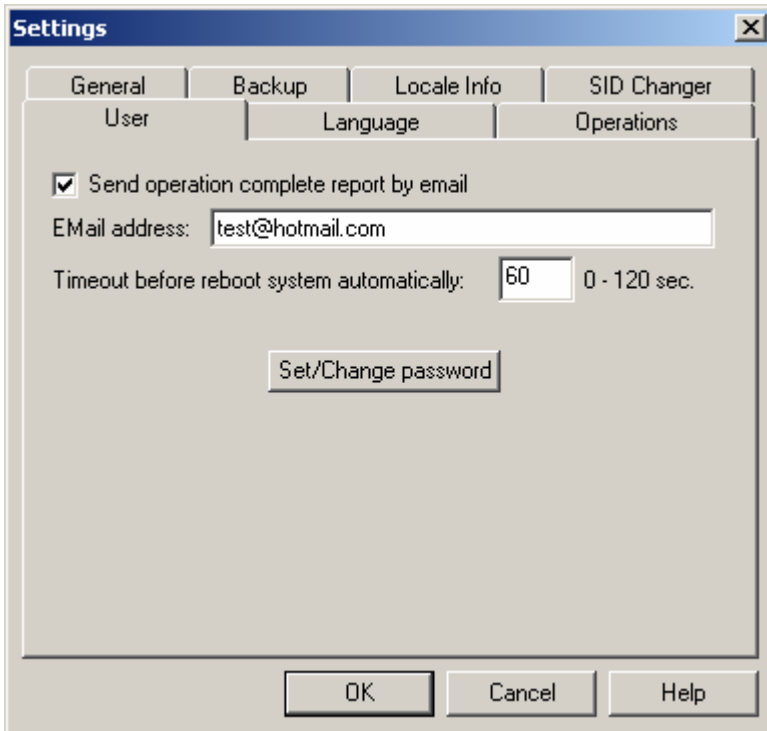 Settings
General Backup Locale Info SID Changer
User Language Operations
Send operation complete report by email
EMail address: test@hotmail.com
Timeout before reboot system automatically: 60 0 - 120 sec.
Set/Change password
OK Cancel Help